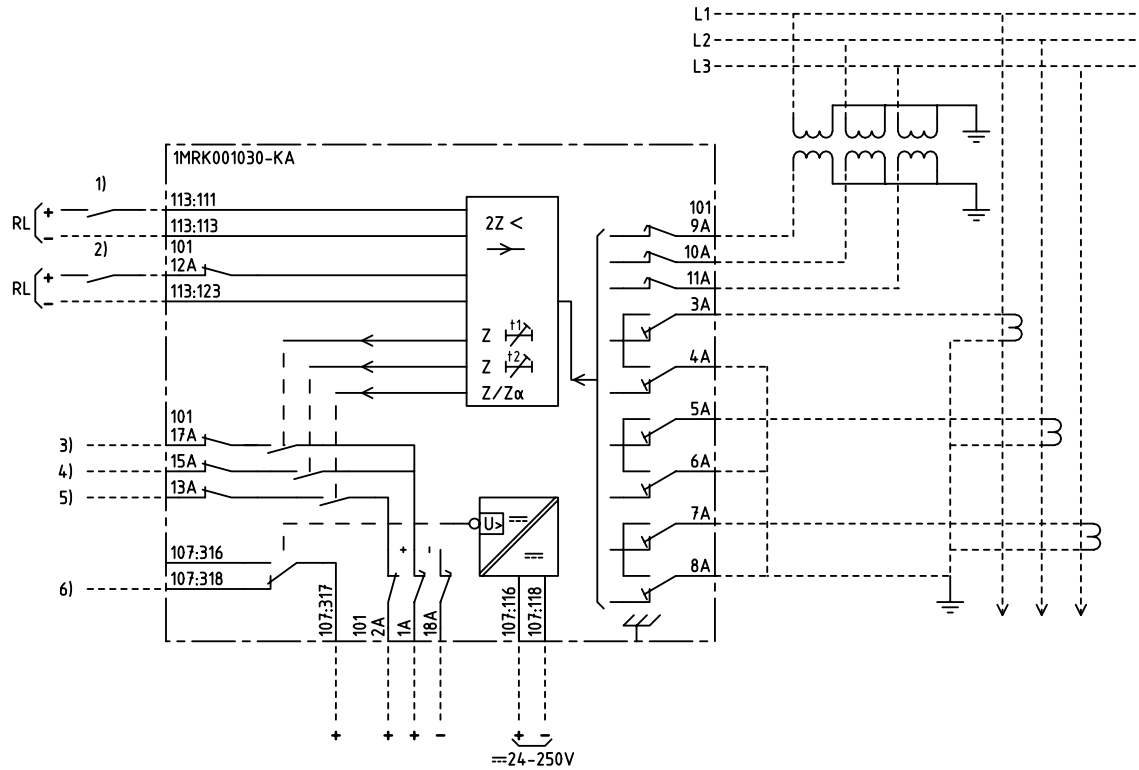 L1
L2
L3
1MRK001030-KA
1)
113:111
RL
+
-
113:113
2)
101
12A
RL
+
-
113:123
2Z <
Z t1
Z t2
Z/Zα
101
9A
10A
11A
3A
4A
5A
6A
7A
8A
101
3) 17A
4) 15A
5) 13A
U>
+ -
107:316
6) 107:318
107:317
101
2A
1A
18A
107:116
107:118
+ + + - + -
24-250V